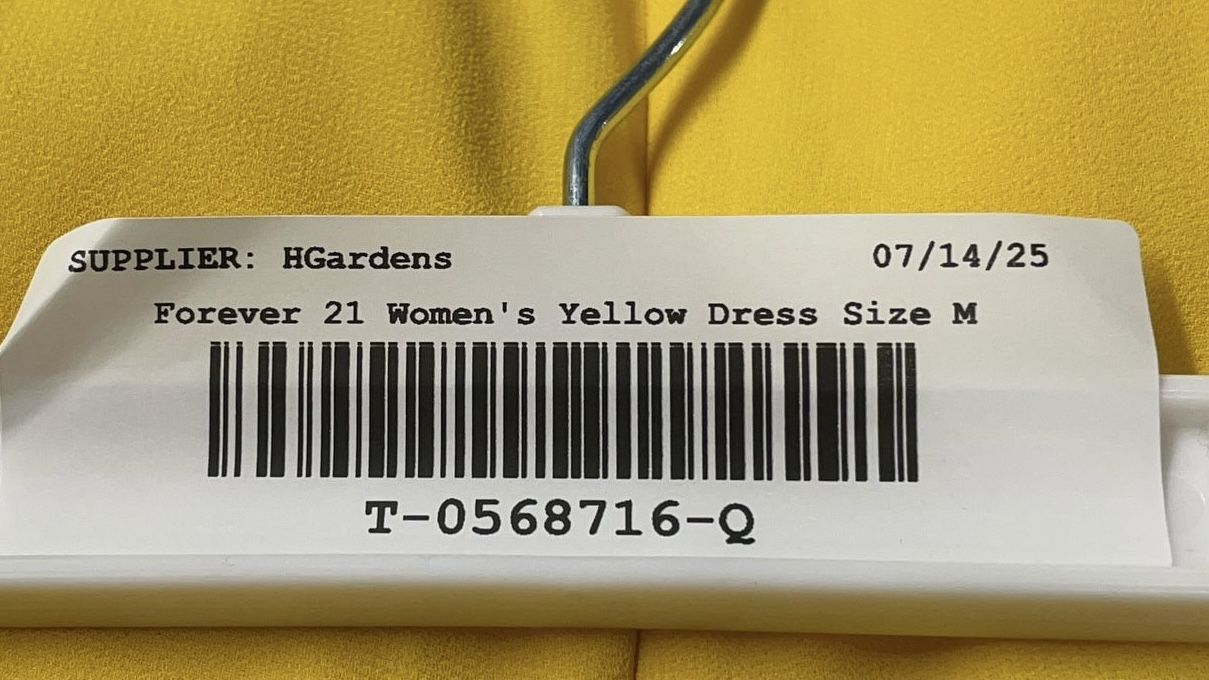 SUPPLIER: HGardens 07/14/25
Forever 21 Women's Yellow Dress Size M
T-0568716-Q